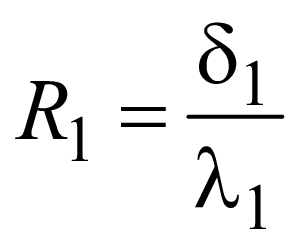 R₁ = δ₁ / λ₁